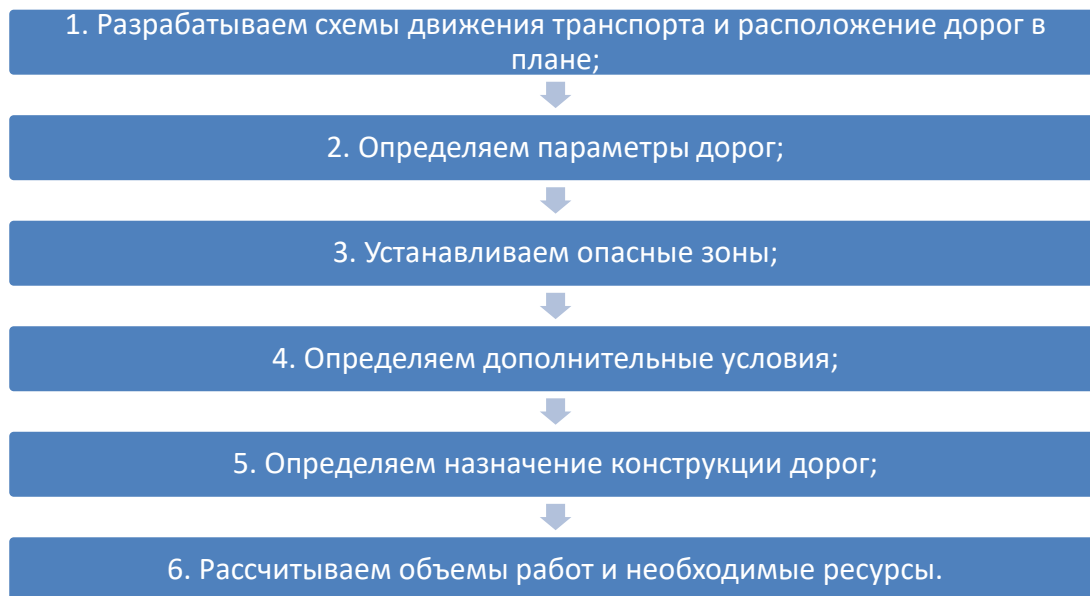 1. Разрабатываем схемы движения транспорта и расположение дорог в
плане;
2. Определяем параметры дорог;
3. Устанавливаем опасные зоны;
4. Определяем дополнительные условия;
5. Определяем назначение конструкции дорог;
6. Рассчитываем объемы работ и необходимые ресурсы.